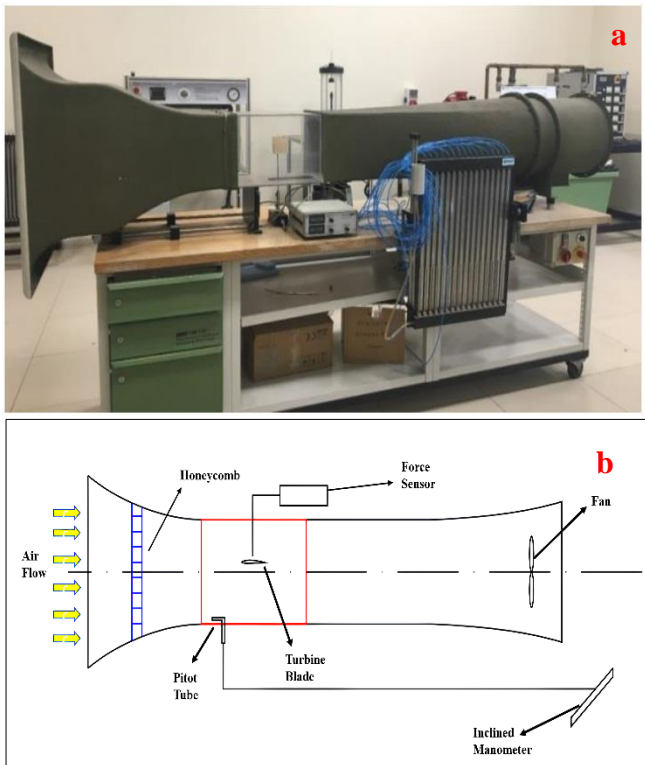 a
b
Honeycomb
Force
Sensor
Fan
Air
Flow
Pitot
Tube
Turbine
Blade
Inclined
Manometer